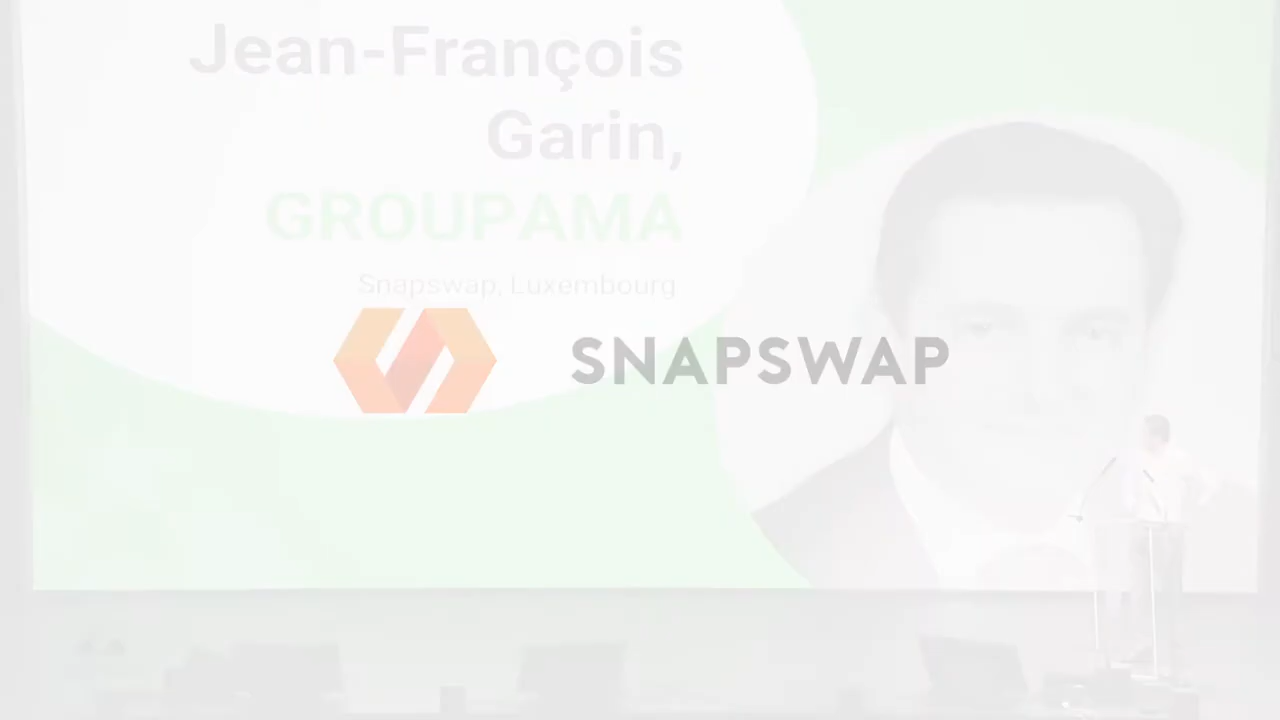 Jean-François
Garin,
GROUPAMA
Snapswap, Luxembourg
SNAPSWAP